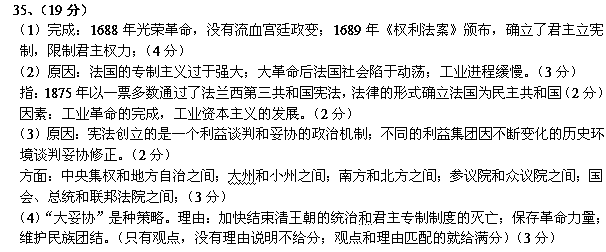 35、（19 分）
（1）完成：1688 年光荣革命，没有流血宫廷政变；1689 年《权利法案》颁布，确立了君主立宪
制，限制君主权力；（4 分）
（2）原因：法国的专制主义过于强大；大革命后法国社会陷于动荡；工业进程缓慢。（3 分）
指：1875 年以一票多数通过了法兰西第三共和国宪法，法律的形式确立法国为民主共和国（2 分）
因素：工业革命的完成，工业资本主义的发展。（2 分）
（3）原因：宪法创立的是一个利益谈判和妥协的政治机制；不同的利益集团因不断变化的历史环
境谈判妥协修正。（2 分）
方面：中央集权和地方自治之间；大州和小州之间；南方和北方之间；参议院和众议院之间；国
会、总统和联邦法院之间；（3 分）
（4）“大妥协”是种策略。理由：加快结束清王朝的统治和君主专制制度的灭亡；保存革命力量；
维护民族团结。（只有观点，没有理由说明不给分；观点和理由匹配的就给满分）（3 分）